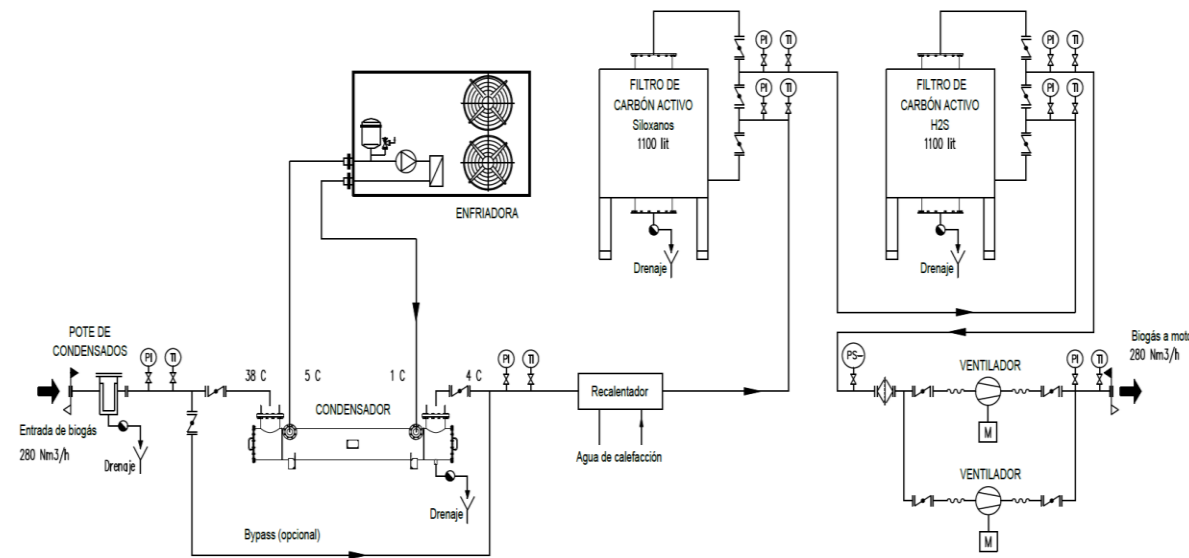 FILTRO DE
CARBÓN ACTIVO
Siloxanos
1100 lit
PI
TI
PI
TI
Drenaje
FILTRO DE
CARBÓN ACTIVO
H2S
1100 lit
PI
TI
PI
TI
Drenaje
ENFRIADORA
POTE DE
CONDENSADOS
PI
TI
Entrada de biogás
280 Nm3/h
Drenaje
38 C
5 C
1 C
4 C
CONDENSADOR
Drenaje
Bypass (opcional)
PI
TI
Recalentador
Agua de calefacción
PS-
VENTILADOR
M
PI
TI
Biogás a moto
280 Nm3/h
VENTILADOR
M